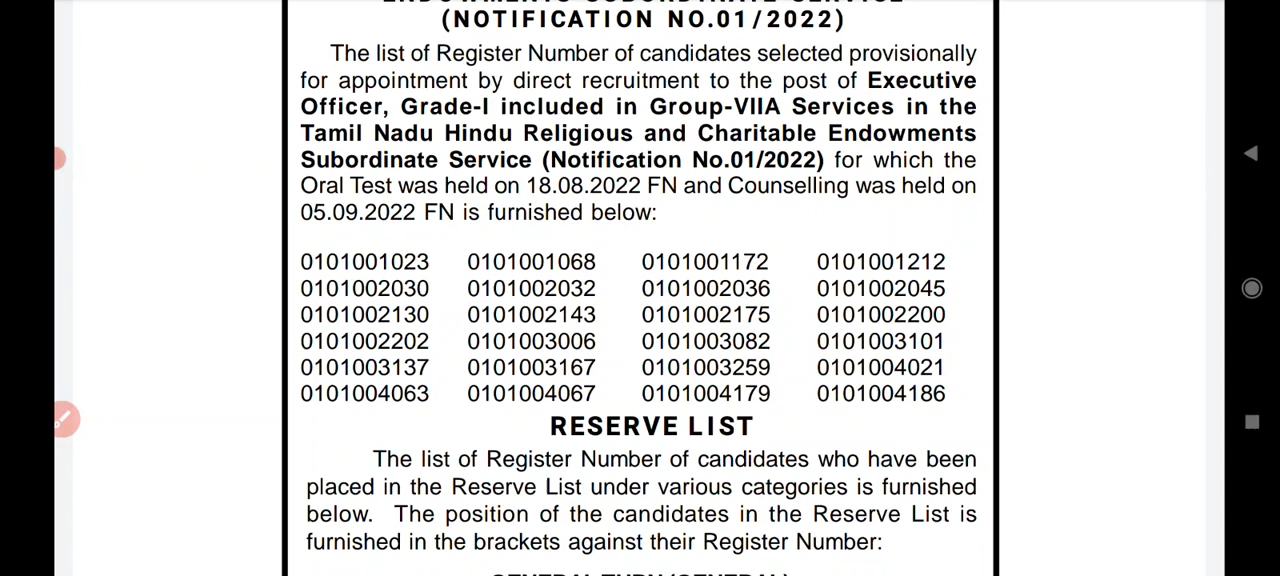 (NOTIFICATION NO.01/2022)
The list of Register Number of candidates selected provisionally
for appointment by direct recruitment to the post of Executive
Officer, Grade-I included in Group-VIIA Services in the
Tamil Nadu Hindu Religious and Charitable Endowments
Subordinate Service (Notification No.01/2022) for which the
Oral Test was held on 18.08.2022 FN and Counselling was held on
05.09.2022 FN is furnished below:
0101001023 0101001068 0101001172 0101001212
0101002030 0101002032 0101002036 0101002045
0101002130 0101002143 0101002175 0101002200
0101002202 0101003006 0101003082 0101003101
0101003137 0101003167 0101003259 0101004021
0101004063 0101004067 0101004179 0101004186
RESERVE LIST
The list of Register Number of candidates who have been
placed in the Reserve List under various categories is furnished
below. The position of the candidates in the Reserve List is
furnished in the brackets against their Register Number: